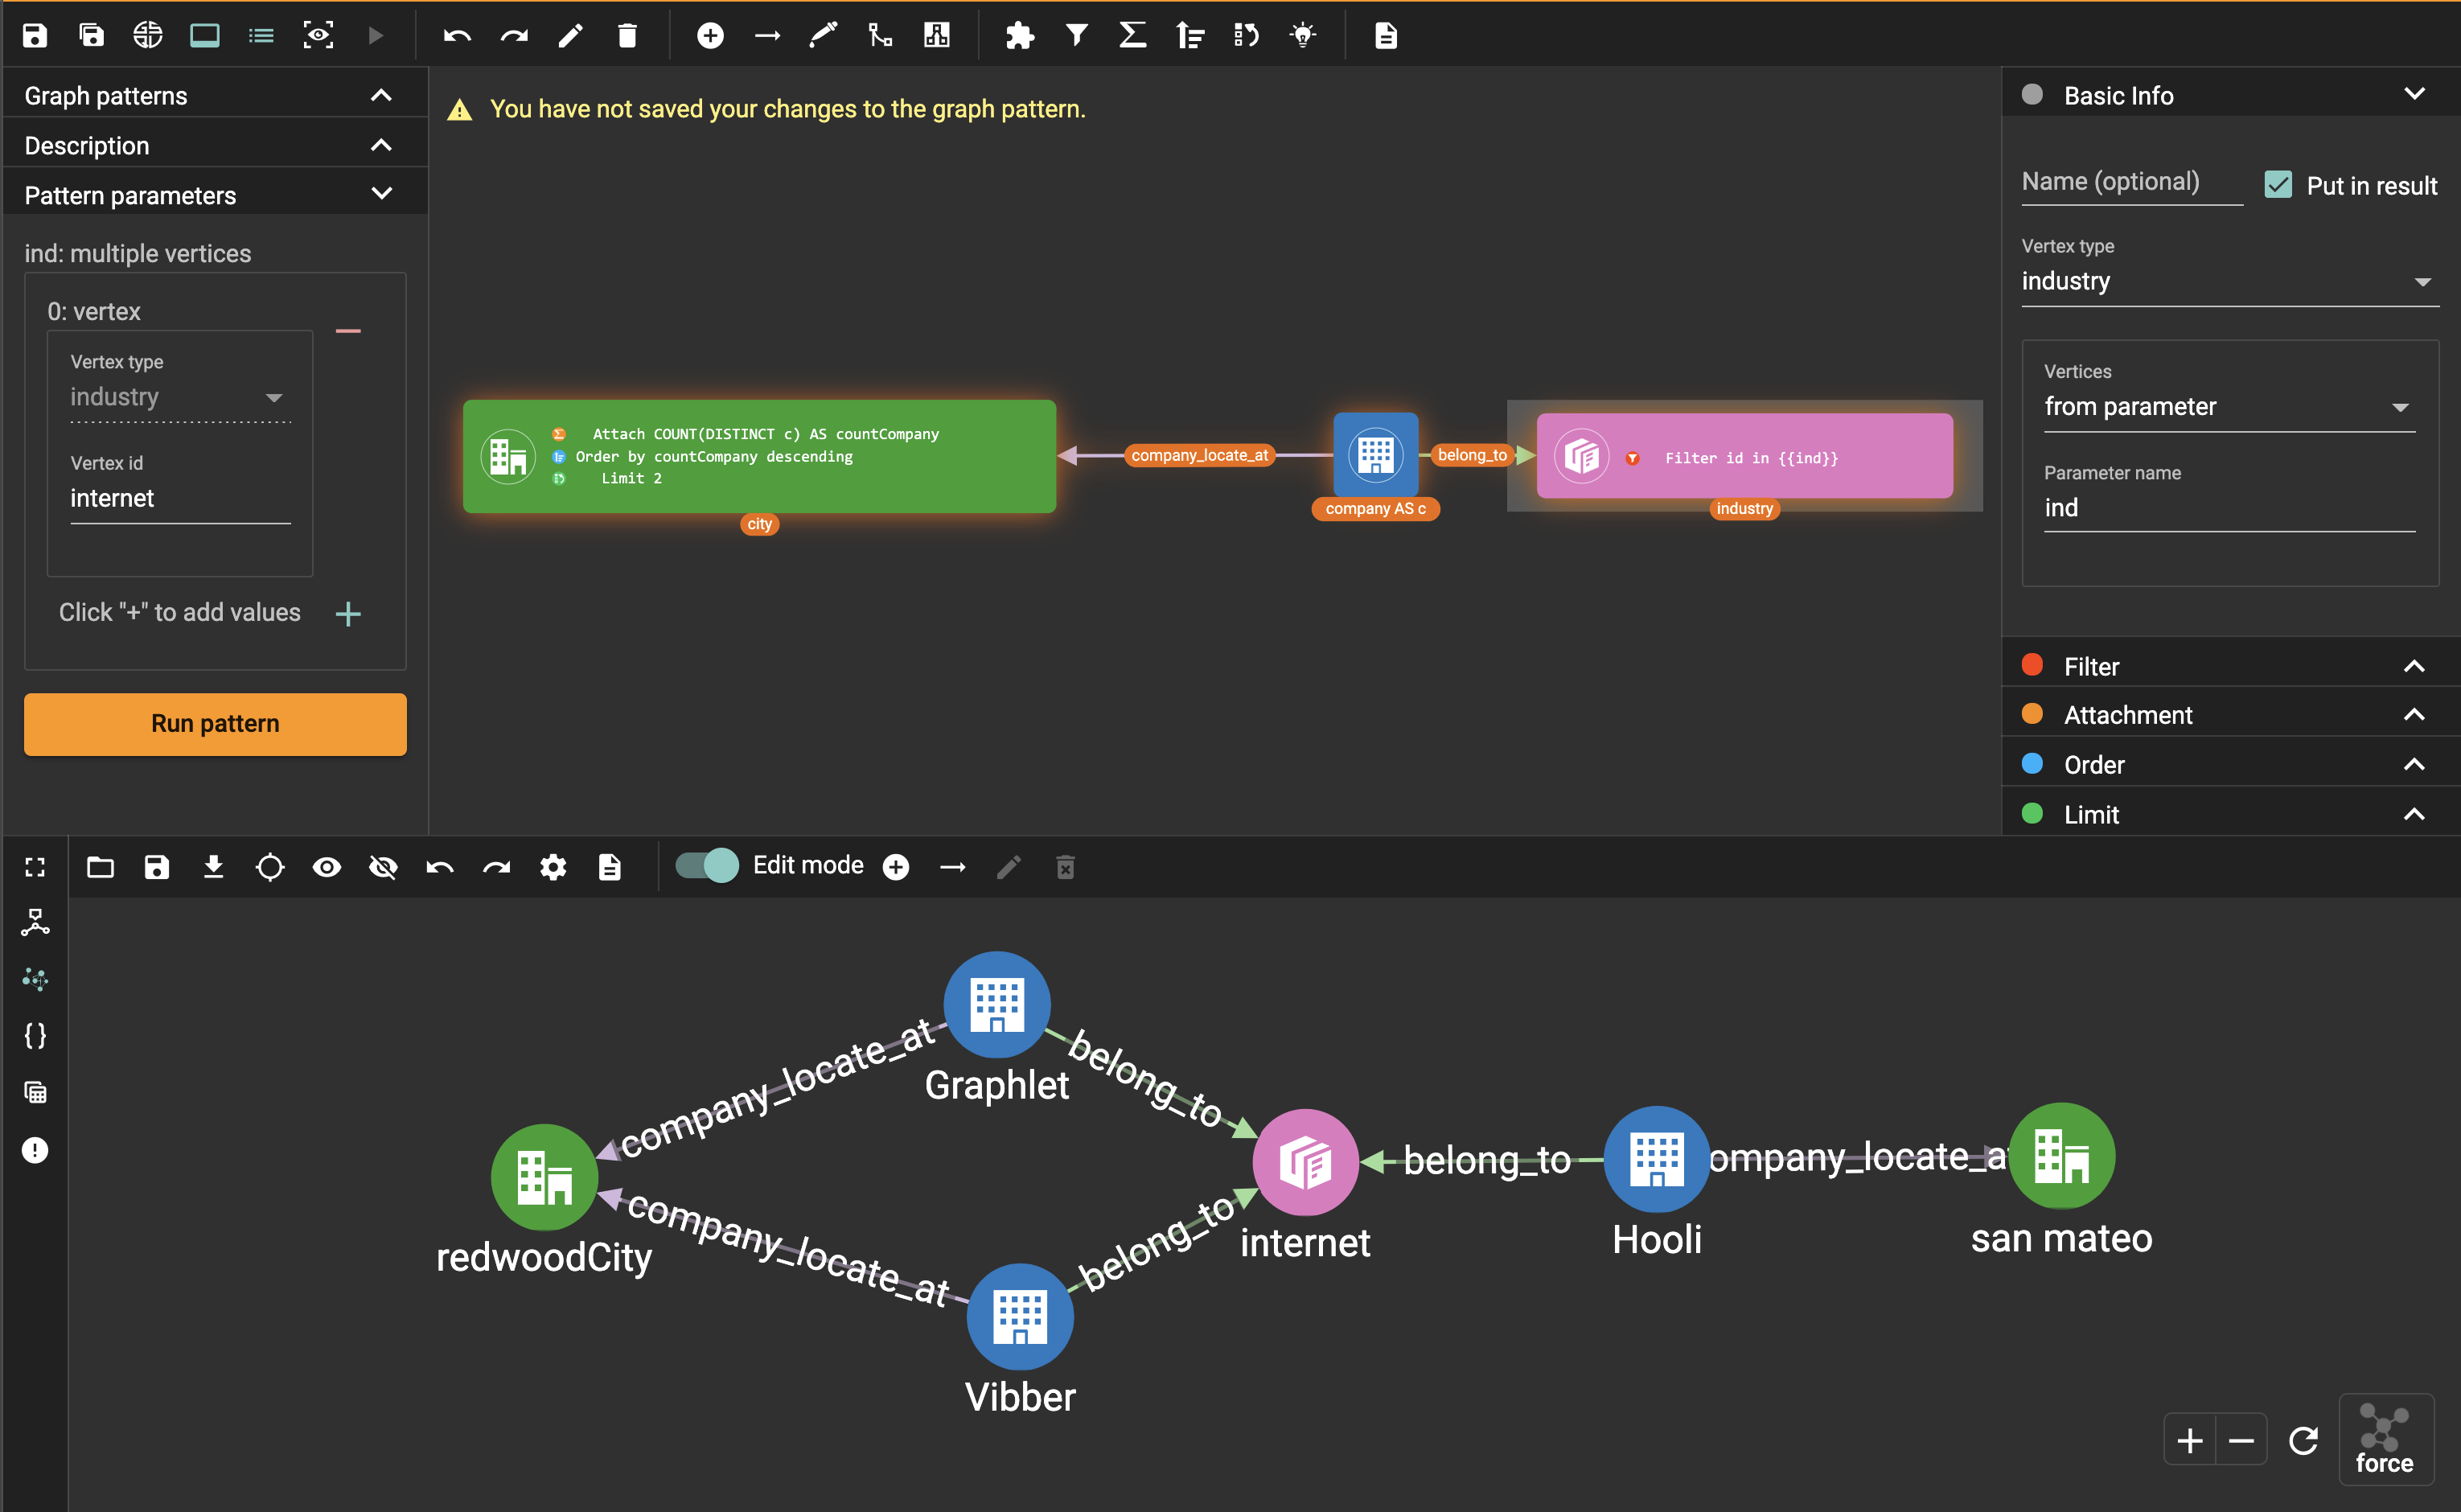 Graph patterns
Description
Pattern parameters
ind: multiple vertices
0: vertex
Vertex type
industry
Vertex id
internet
Click "+" to add values
Run pattern
You have not saved your changes to the graph pattern.
Attach COUNT(DISTINCT c) AS countCompany
Order by countCompany descending
Limit 2
city
company_locate_at
company AS c
belong_to
Filter id in {{ind}}
industry
Basic Info
Name (optional)
Put in result
Vertex type
industry
Vertices
from parameter
Parameter name
ind
Filter
Attachment
Order
Limit
Edit mode
Graphlet
company_locate_at
belong_to
redwoodCity
company_locate_at
belong_to
Vibber
internet
belong_to
Hooli
ompany_locate_a
san mateo
force